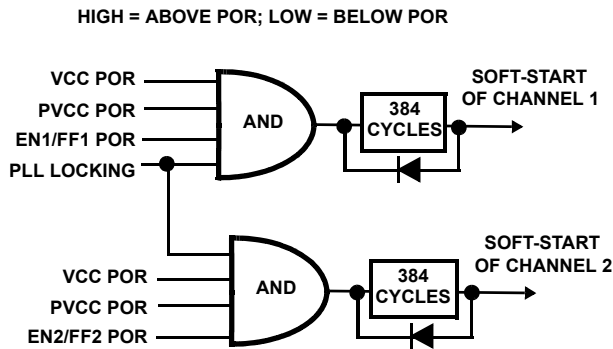 HIGH = ABOVE POR; LOW = BELOW POR
VCC POR
PVCC POR
EN1/FF1 POR
PLL LOCKING
AND
384
CYCLES
SOFT-START
OF CHANNEL 1
VCC POR
PVCC POR
EN2/FF2 POR
AND
384
CYCLES
SOFT-START
OF CHANNEL 2